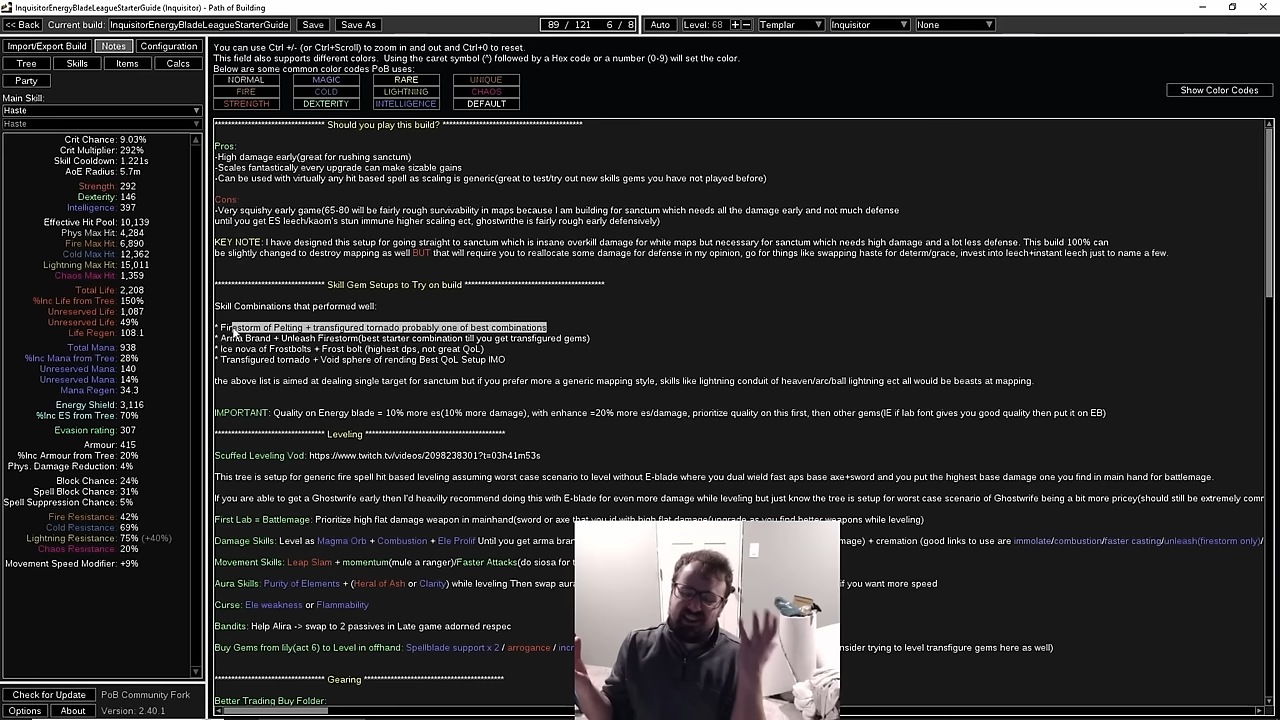 InquisitorEnergyBladeLeagueStarterGuide (Inquisitor) - Path of Building
<< Back Current build: InquisitorEnergyBladeLeagueStarterGuide Save Save As 89 / 121 6 / 8 Auto Level: 68 + - Templar Inquisitor None
Import/Export Build Notes Configuration
Tree Skills Items Calcs
Party
Main Skill:
Haste
Haste
Crit Chance: 9.03%
Crit Multiplier: 292%
Skill Cooldown: 1.221s
AoE Radius: 5.7m
Strength: 292
Dexterity: 146
Intelligence: 397
Effective Hit Pool: 10,139
Phys Max Hit: 4,284
Fire Max Hit: 6,890
Cold Max Hit: 12,362
Lightning Max Hit: 15,011
Chaos Max Hit: 1,359
Total Life: 2,208
%Inc Life from Tree: 150%
Unreserved Life: 1,087
Unreserved Life: 49%
Life Regen: 108.1
Total Mana: 938
%Inc Mana from Tree: 28%
Unreserved Mana: 140
Unreserved Mana: 14%
Mana Regen: 34.3
Energy Shield: 3,116
%Inc ES from Tree: 70%
Evasion rating: 307
Armour: 415
%Inc Armour from Tree: 20%
Phys. Damage Reduction: 4%
Block Chance: 24%
Spell Block Chance: 31%
Spell Suppression Chance: 5%
Fire Resistance: 42%
Cold Resistance: 69%
Lightning Resistance: 75% (+40%)
Chaos Resistance: 20%
Movement Speed Modifier: +9%
Check for Update PoB Community Fork
Options About Version: 2.40.1
You can use Ctrl +/- (or Ctrl+Scroll) to zoom in and out and Ctrl+0 to reset.
This field also supports different colors. Using the caret symbol (^) followed by a Hex code or a number (0-9) will set the color.
Below are some common color codes PoB uses:
NORMAL MAGIC RARE UNIQUE
FIRE COLD LIGHTNING CHAOS
STRENGTH DEXTERITY INTELLIGENCE DEFAULT
Show Color Codes
******************************** Should you play this build? ****************************************
Pros:
-High damage early(great for rushing sanctum)
-Scales fantastically every upgrade can make sizable gains
-Can be used with virtually any hit based spell as scaling is generic(great to test/try out new skills gems you have not played before)
Cons:
-Very squishy early game(65-80 will be fairly rough survivability in maps because I am building for sanctum which needs all the damage early and not much defense
until you get ES leech/kaom's stun immune higher scaling ect, ghostwrithe is fairly rough early defensively)
KEY NOTE: I have designed this setup for going straight to sanctum which is insane overkill damage for white maps but necessary for sanctum which needs high damage and a lot less defense. This build 100% can
be slightly changed to destroy mapping as well BUT that will require you to reallocate some damage for defense in my opinion, go for things like swapping haste for determ/grace, invest into leech+instant leech just to name a few.
******************************** Skill Gem Setups to Try on build ****************************************
Skill Combinations that performed well:
* Firestorm of Pelting + transfigured tornado probably one of best combinations
* Arma Brand + Unleash Firestorm(best starter combination till you get transfigured gems)
* Ice nova of Frostbolts + Frost bolt (highest dps, not great QoL)
* Transfigured tornado + Void sphere of rending Best QoL Setup IMO
the above list is aimed at dealing single target for sanctum but if you prefer more a generic mapping style, skills like lightning conduit of heaven/arc/ball lightning ect all would be beasts at mapping.
IMPORTANT: Quality on Energy blade = 10% more es(10% more damage), with enhance =20% more es/damage, prioritize quality on this first, then other gems(IE if lab font gives you good quality then put it on EB)
******************************** Leveling ****************************************
Scuffed Leveling Vod: https://www.twitch.tv/videos/2098238301?t=03h41m53s
This tree is setup for generic fire spell hit based leveling assuming worst case scenario to level without E-blade where you dual wield fast aps base axe+sword and you put the highest base damage one you find in main hand for battlemage.
If you are able to get a Ghostwrife early then I'd heavilly recommend doing this with E-blade for even more damage while leveling but just know the tree is setup for worst case scenario of Ghostwrife being a bit more pricey(should still be extremely comm
First Lab = Battlemage: Prioritize high flat damage weapon in mainhand(sword or axe that you id with high flat damage(upgrade as you find better weapons while leveling)
Damage Skills: Level as Magma Orb + Combustion + Ele Prolif Until you get arma bran mage) + cremation (good links to use are immolate/combustion/faster casting/unleash(firestorm only)/
Movement Skills: Leap Slam + momentum(mule a ranger)/Faster Attacks(do siosa for t
Aura Skills: Purity of Elements + (Heral of Ash or Clarity) while leveling Then swap aura if you want more speed
Curse: Ele weakness or Flammability
Bandits: Help Alira -> swap to 2 passives in Late game adorned respec
Buy Gems from lily(act 6) to Level in offhand: Spellblade support x 2 / arrogance / incr nsider trying to level transfigure gems here as well)
******************************** Gearing ****************************************
Better Trading Buy Folder: